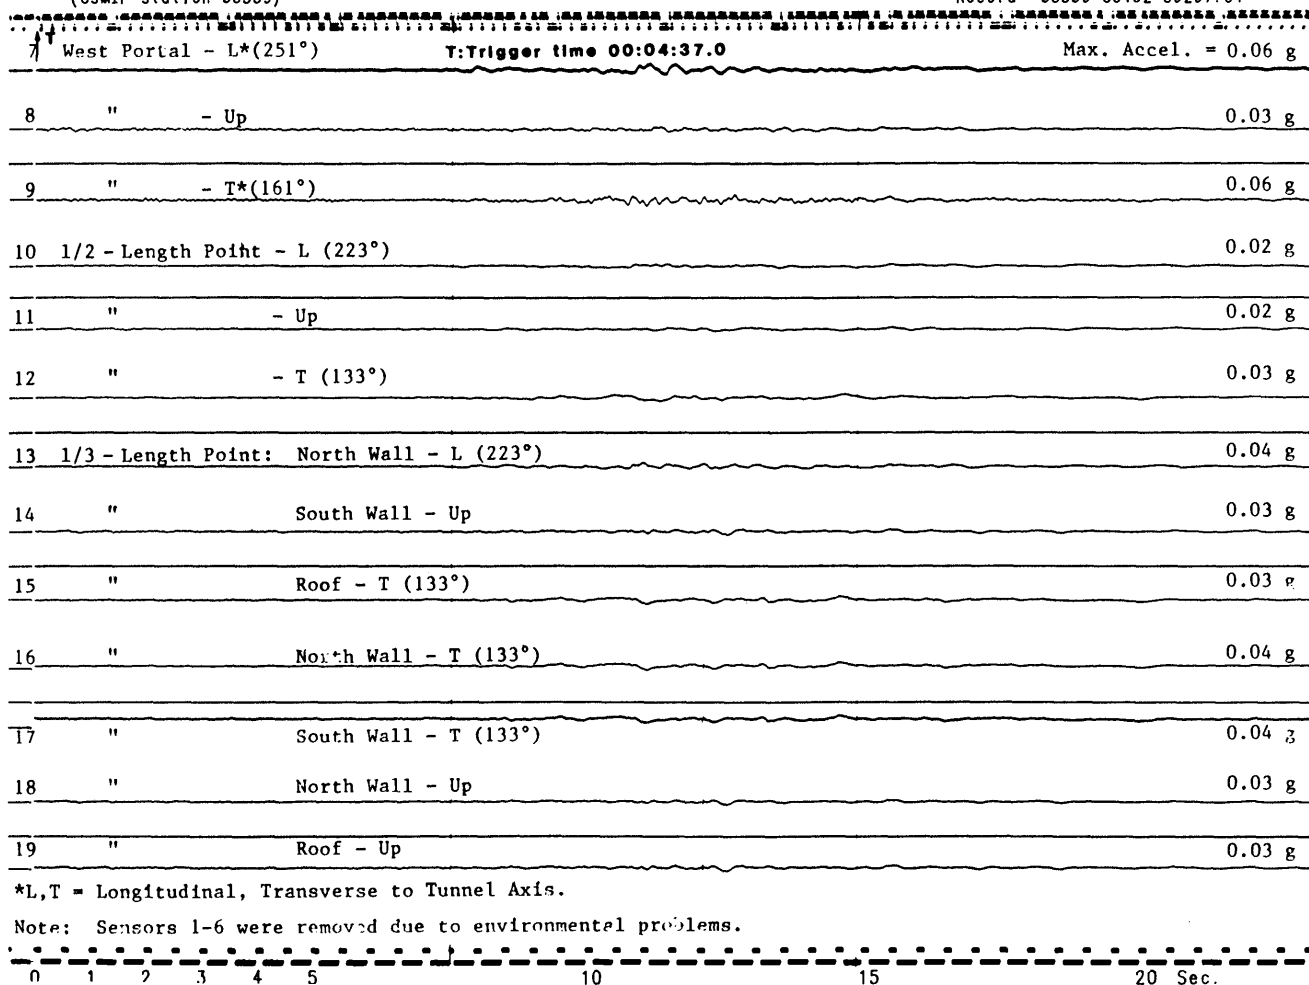 7 West Portal - L*(251°) T:Trigger time 00:04:37.0 Max. Accel. = 0.06 g
8 " - Up 0.03 g
9 " - T*(161°) 0.06 g
10 1/2 - Length Point - L (223°) 0.02 g
11 " - Up 0.02 g
12 " - T (133°) 0.03 g
13 1/3 - Length Point: North Wall - L (223°) 0.04 g
14 " South Wall - Up 0.03 g
15 " Roof - T (133°) 0.03 g
16 " North Wall - T (133°) 0.04 g
17 " South Wall - T (133°) 0.04 g
18 " North Wall - Up 0.03 g
19 " Roof - Up 0.03 g
*L,T = Longitudinal, Transverse to Tunnel Axis.
Note: Sensors 1-6 were removed due to environmental problems.
0 1 2 3 4 5 10 15 20 Sec.